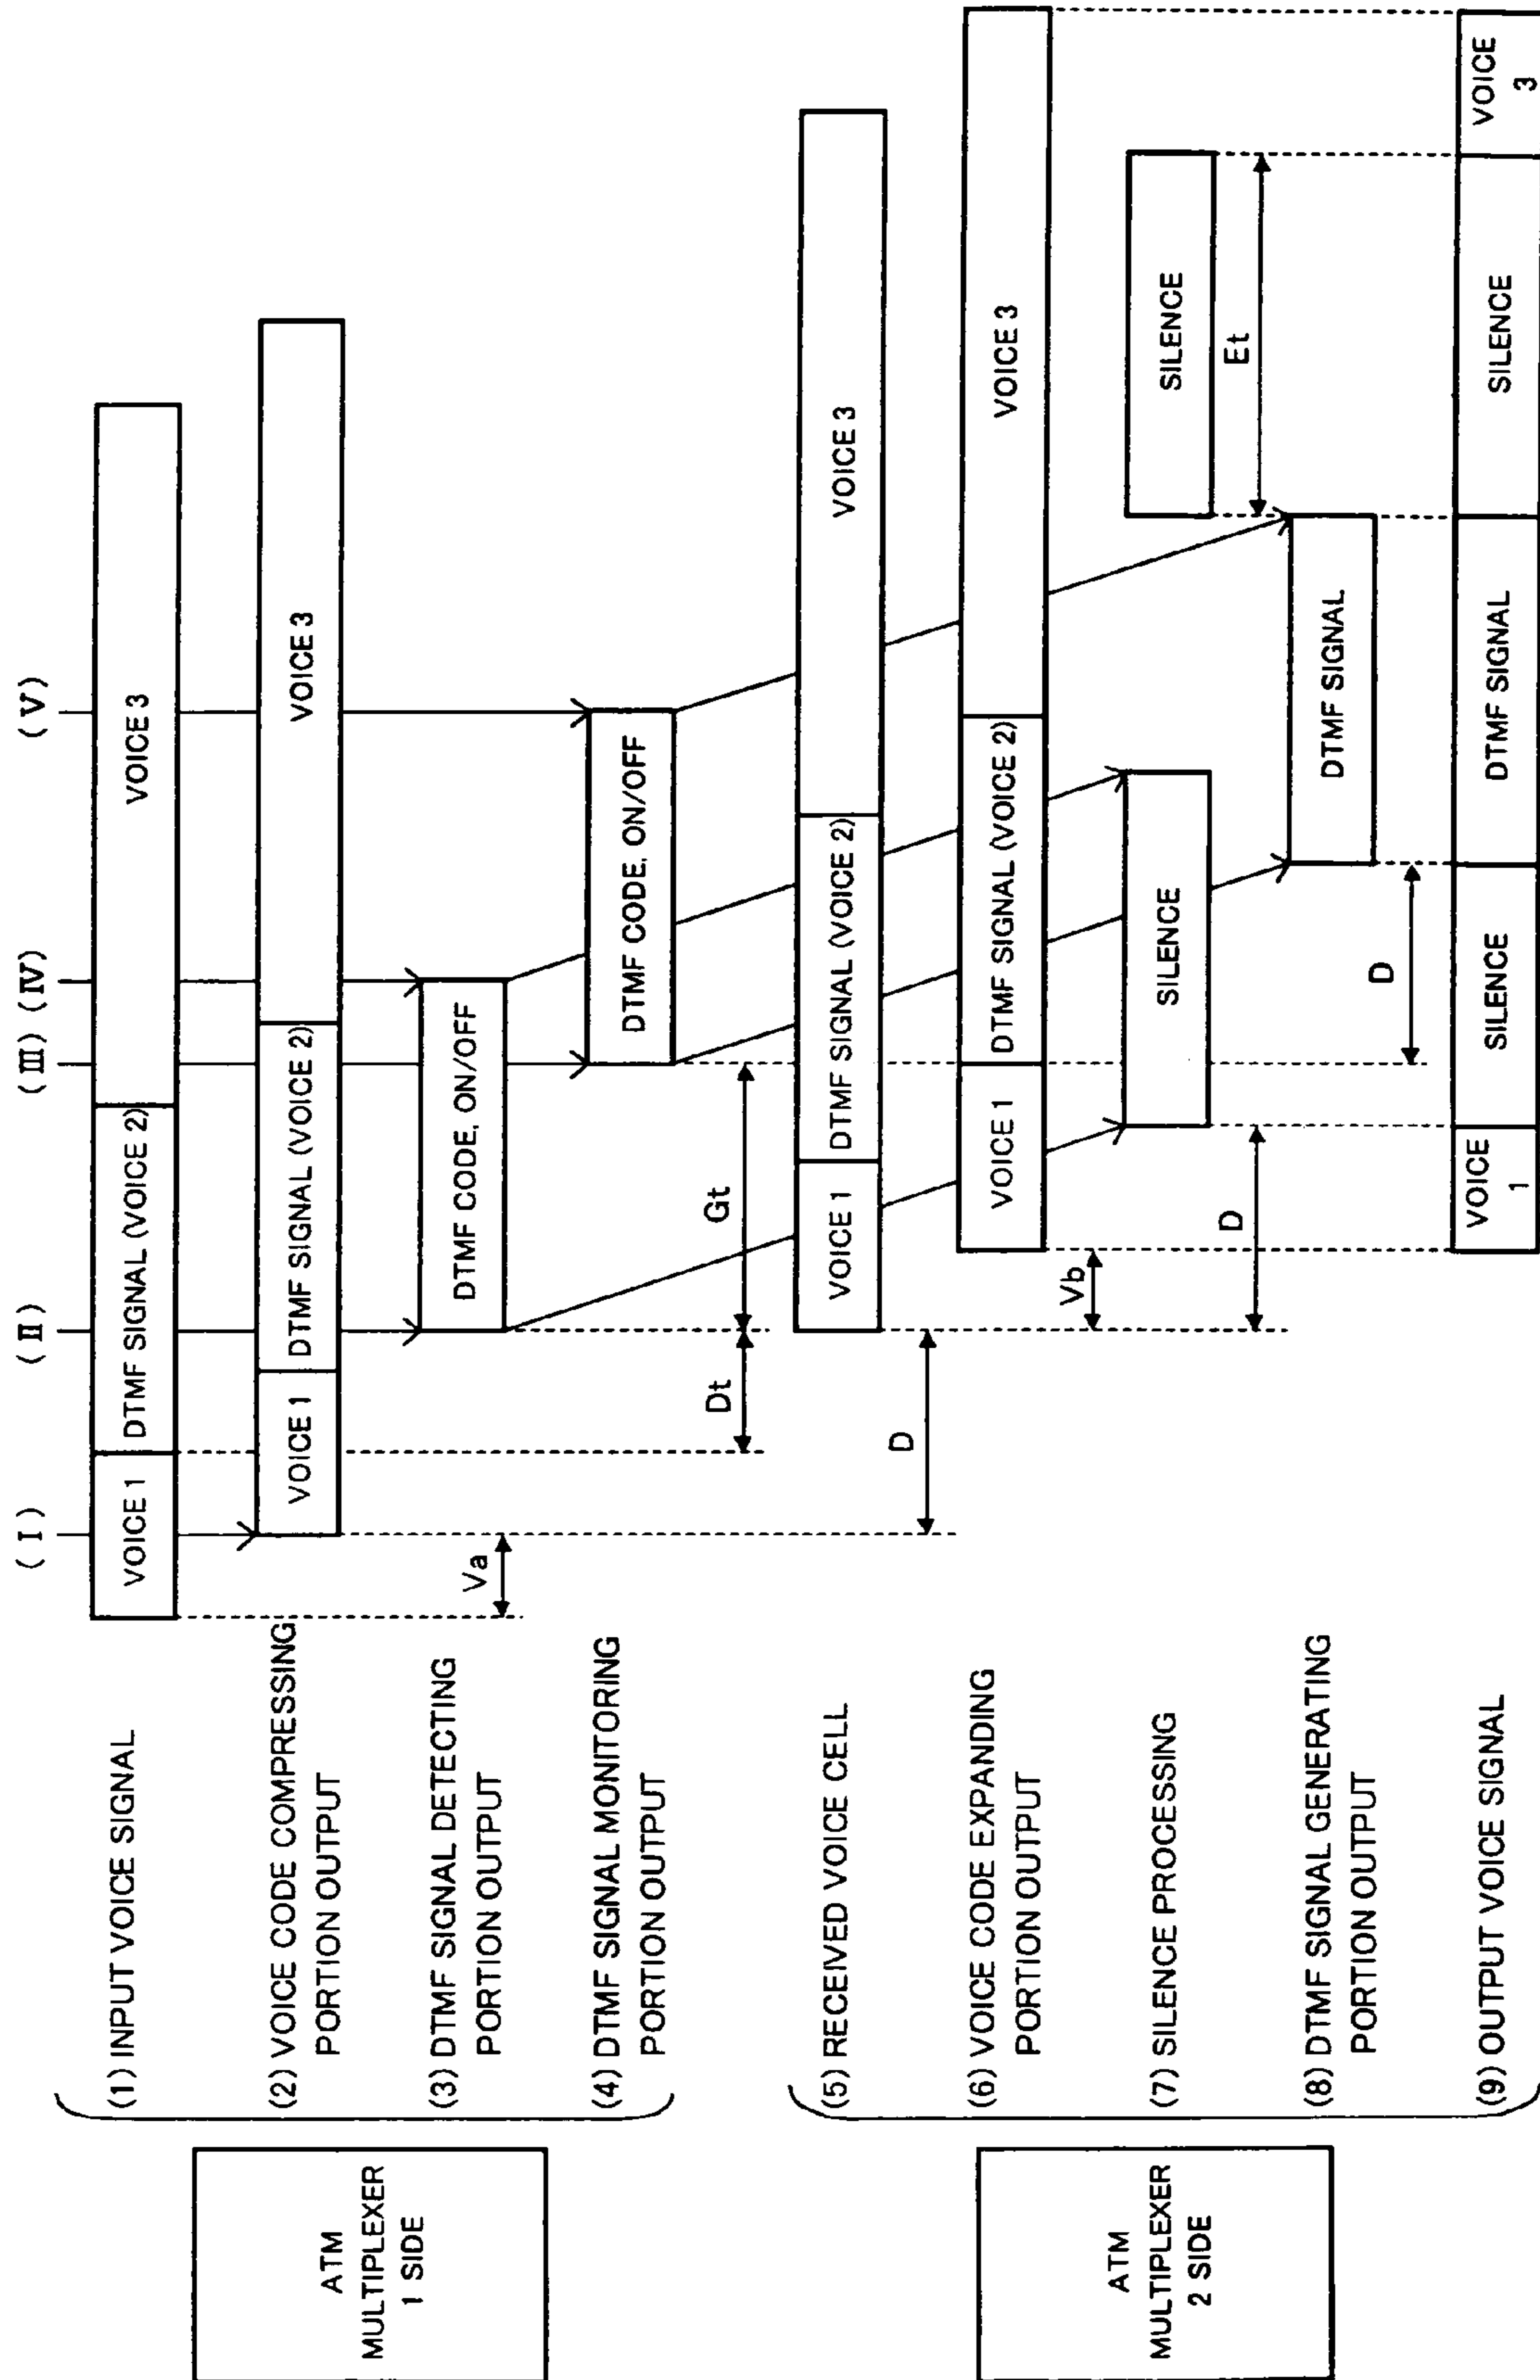 ATM
MULTIPLEXER
1 SIDE
( I )
( II )
( III )
( IV )
( V )
(1) INPUT VOICE SIGNAL
VOICE 1
DTMF SIGNAL (VOICE 2)
VOICE 3
(2) VOICE CODE COMPRESSING
PORTION OUTPUT
VOICE 1
DTMF SIGNAL (VOICE 2)
VOICE 3
(3) DTMF SIGNAL DETECTING
PORTION OUTPUT
Va
DTMF CODE, ON/OFF
(4) DTMF SIGNAL MONITORING
PORTION OUTPUT
DTMF CODE, ON/OFF
Dt
Gt
ATM
MULTIPLEXER
2 SIDE
(5) RECEIVED VOICE CELL
VOICE 1
DTMF SIGNAL (VOICE 2)
VOICE 3
D
(6) VOICE CODE EXPANDING
PORTION OUTPUT
VOICE 1
DTMF SIGNAL (VOICE 2)
VOICE 3
Vb
(7) SILENCE PROCESSING
SILENCE
SILENCE
D
Et
(8) DTMF SIGNAL GENERATING
PORTION OUTPUT
DTMF SIGNAL
D
(9) OUTPUT VOICE SIGNAL
VOICE
1
SILENCE
DTMF SIGNAL
SILENCE
VOICE
3